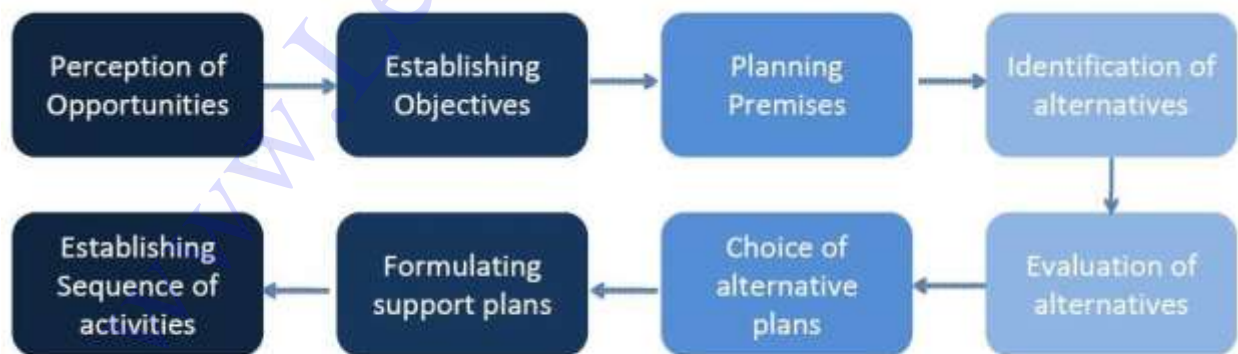 Perception of
Opportunities
Establishing
Objectives
Planning
Premises
Identification of
alternatives
Evaluation of
alternatives
Choice of
alternative
plans
Formulating
support plans
Establishing
Sequence of
activities